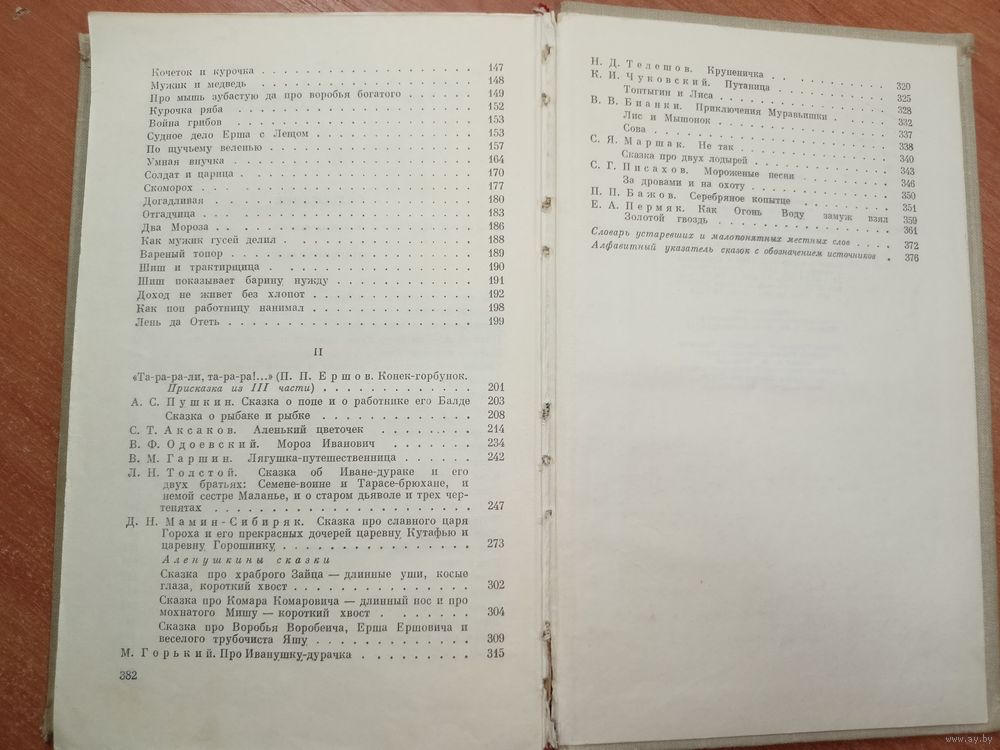 Кочеток и курочка . . . . . . . . . . . . . . . 147
Мужик и медведь . . . . . . . . . . . . . . . 148
Про мышь зубастую да про воробья богатого . . . . . 149
Курочка ряба . . . . . . . . . . . . . . . . 152
Война грибов . . . . . . . . . . . . . . . . 153
Судное дело Ерша с Лещом . . . . . . . . . . . 153
По щучьему веленью . . . . . . . . . . . . . . 157
Умная внучка . . . . . . . . . . . . . . . . 164
Солдат и царица . . . . . . . . . . . . . . . 170
Скоморох . . . . . . . . . . . . . . . . . . 177
Догадливая . . . . . . . . . . . . . . . . . 180
Отгадчица . . . . . . . . . . . . . . . . . . 183
Два Мороза . . . . . . . . . . . . . . . . . 186
Как мужик гусей делил . . . . . . . . . . . . . 188
Вареный топор . . . . . . . . . . . . . . . . 189
Шиш и трактирщица . . . . . . . . . . . . . . 190
Шиш показывает барину нужду . . . . . . . . . . 191
Доход не живет без хлопот . . . . . . . . . . . 192
Как поп работницу нанимал . . . . . . . . . . . 198
Лень да Отеть . . . . . . . . . . . . . . . . 199
II
«Та-ра-ра-ли, та-ра-ра!...» (П. П. Ершов. Конек-горбунок.
Присказка из III части) . . . . . . . . . . . . 201
А. С. Пушкин. Сказка о попе и о работнике его Балде 203
Сказка о рыбаке и рыбке . . . . . . . . . . . . 208
С. Т. Аксаков. Аленький цветочек . . . . . . . . 214
В. Ф. Одоевский. Мороз Иванович . . . . . . . 234
В. М. Гаршин. Лягушка-путешественница . . . . . . 242
Л. Н. Толстой. Сказка об Иване-дураке и его
двух братьях: Семене-воине и Тарасе-брюхане, и
немой сестре Маланье, и о старом дьяволе и трех чер-
тенятах . . . . . . . . . . . . . . . . . . . 247
Д. Н. Мамин-Сибиряк. Сказка про славного царя
Гороха и его прекрасных дочерей царевну Кутафью и
царевну Горошинку . . . . . . . . . . . . . . 273
Аленушкины сказки
Сказка про храброго Зайца — длинные уши, косые
глаза, короткий хвост . . . . . . . . . . . . . 302
Сказка про Комара Комаровича — длинный нос и про
мохнатого Мишу — короткий хвост . . . . . . . . 304
Сказка про Воробья Воробеича, Ерша Ершовича и
веселого трубочиста Яшу . . . . . . . . . . . . 309
М. Горький. Про Иванушку-дурачка . . . . . . . . . 315
382
Н. Д. Телешов. Крупеничка . . . . . . . . . 320
К. И. Чуковский. Путаница . . . . . . . . . 325
Топтыгин и Лиса . . . . . . . . . . . . . . 328
В. В. Бианки. Приключения Муравьишки . . . . . 332
Лис и Мышонок . . . . . . . . . . . . . . 337
Сова . . . . . . . . . . . . . . . . . . . 338
С. Я. Маршак. Не так . . . . . . . . . . . 340
Сказка про двух лодырей . . . . . . . . . . 343
С. Г. Писахов. Мороженые песни . . . . . . . 346
За дровами и на охоту . . . . . . . . . . . 350
П. П. Бажов. Серебряное копытце . . . . . . . 351
Е. А. Пермяк. Как Огонь Воду замуж взял 359
Золотой гвоздь . . . . . . . . . . . . . . 361
Словарь устаревших и малопонятных местных слов . . . . 372
Алфавитный указатель сказок с обозначением источников . 376
www.ay.by